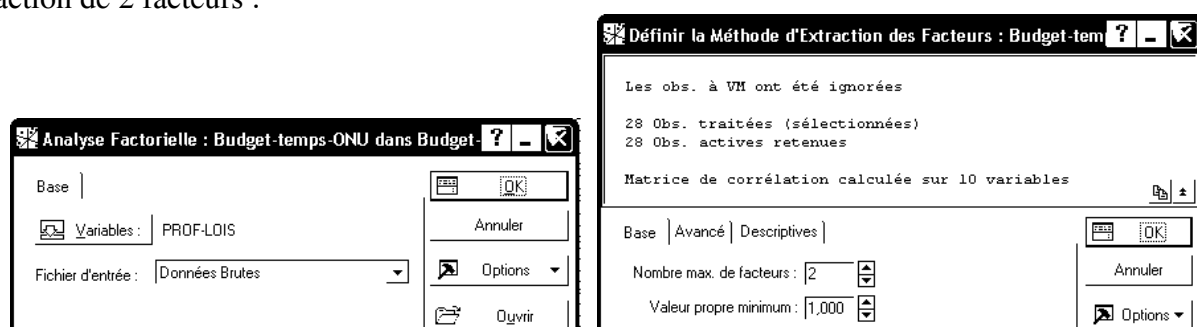 action de 2 facteurs :
Définir la Méthode d'Extraction des Facteurs : Budget-tem
Les obs. à VM ont été ignorées
28 Obs. traitées (sélectionnées)
28 Obs. actives retenues
Matrice de corrélation calculée sur 10 variables
Base Avancé Descriptives
OK
Nombre max. de facteurs : 2
Annuler
Valeur propre minimum : 1,000
Options
Analyse Factorielle : Budget-temps-ONU dans Budget-
Base
OK
Variables : PROF-LOIS
Annuler
Fichier d'entrée : Données Brutes
Options
Ouvrir